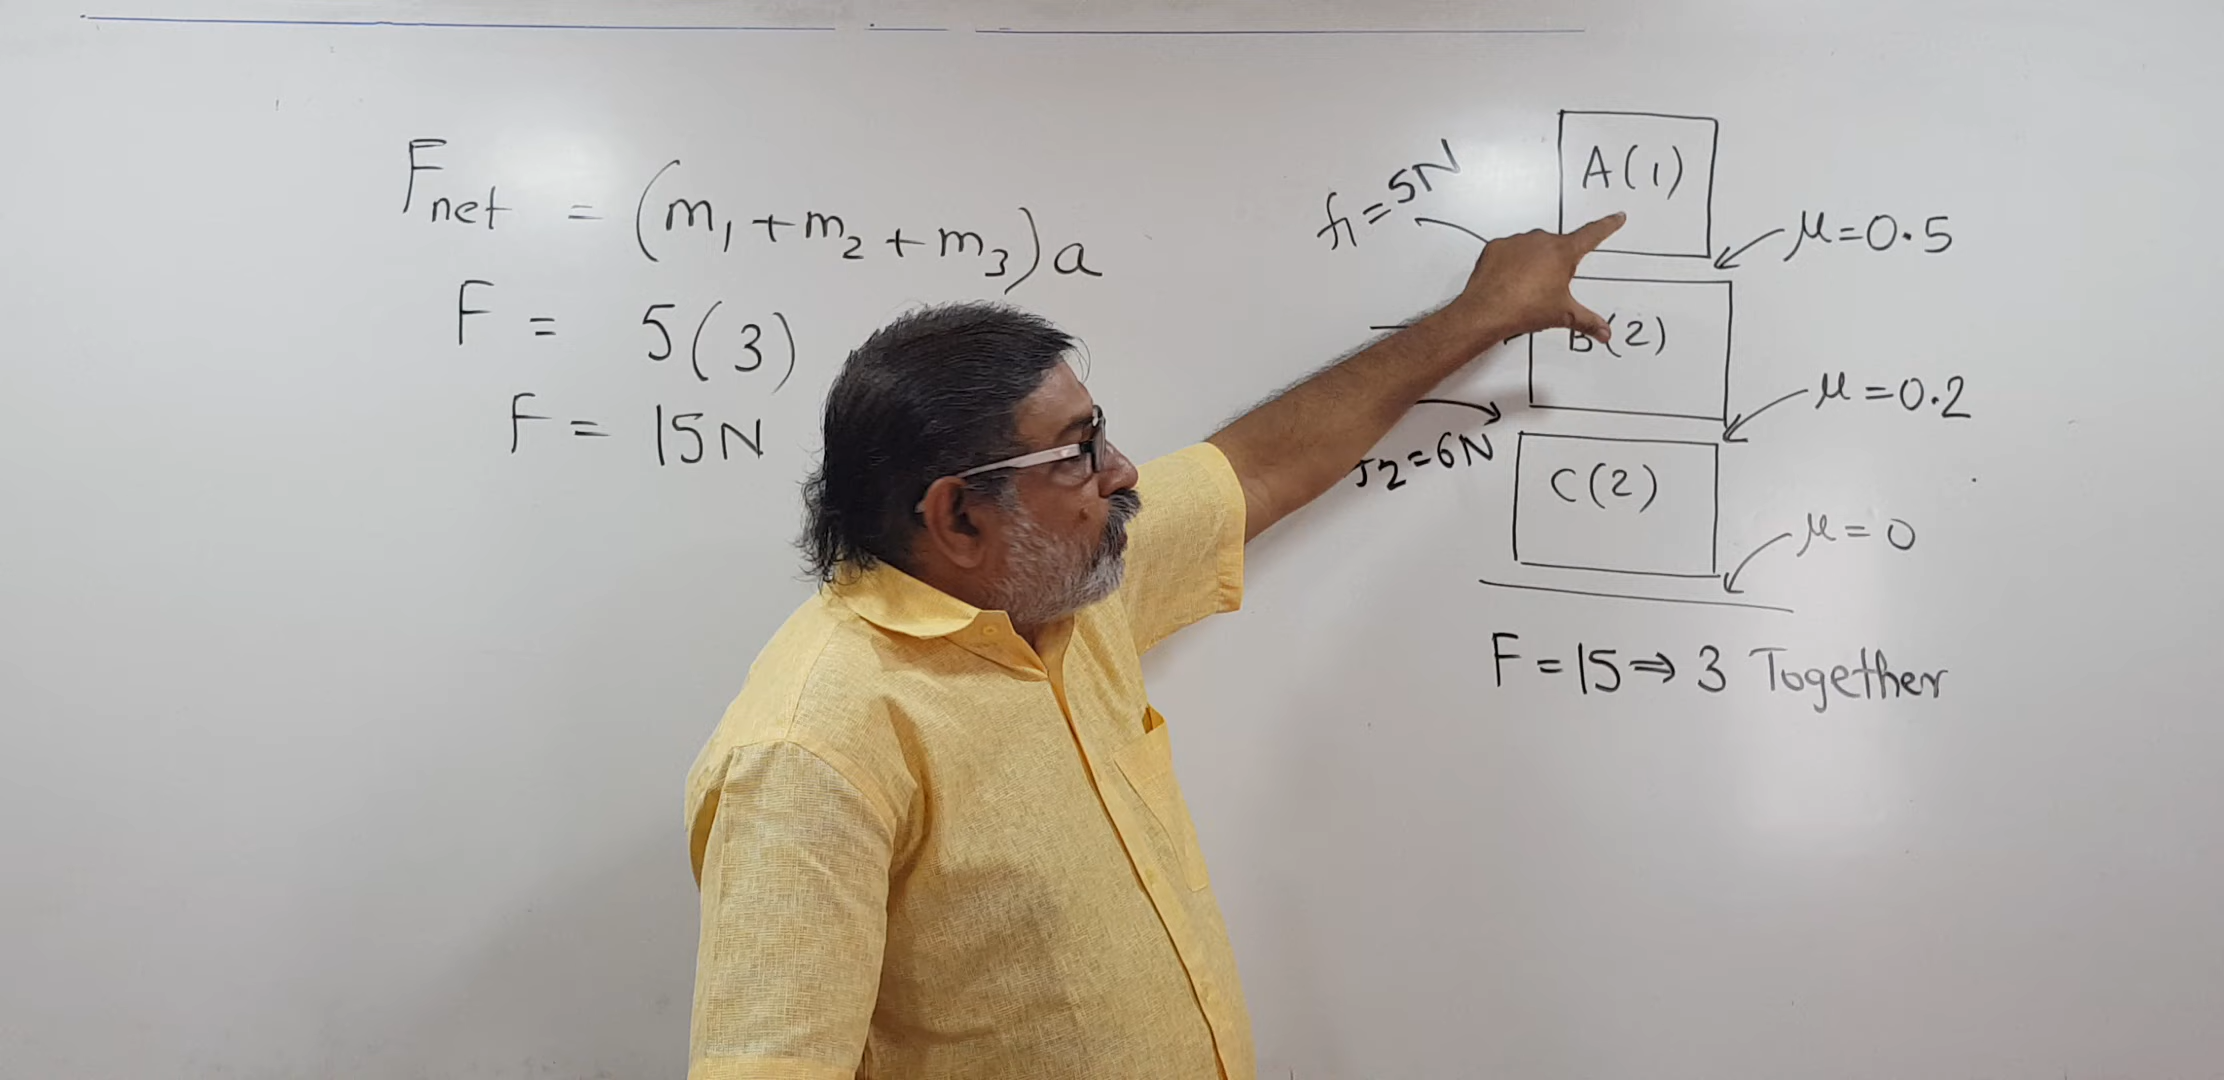 F_net = (m₁ + m₂ + m₃) a
F = 5(3)
F = 15N
f₁ = 5N
A(1)
μ = 0.5
B(2)
μ = 0.2
f₂ = 6N
C(2)
μ = 0
F = 15 ⇒ 3 Together